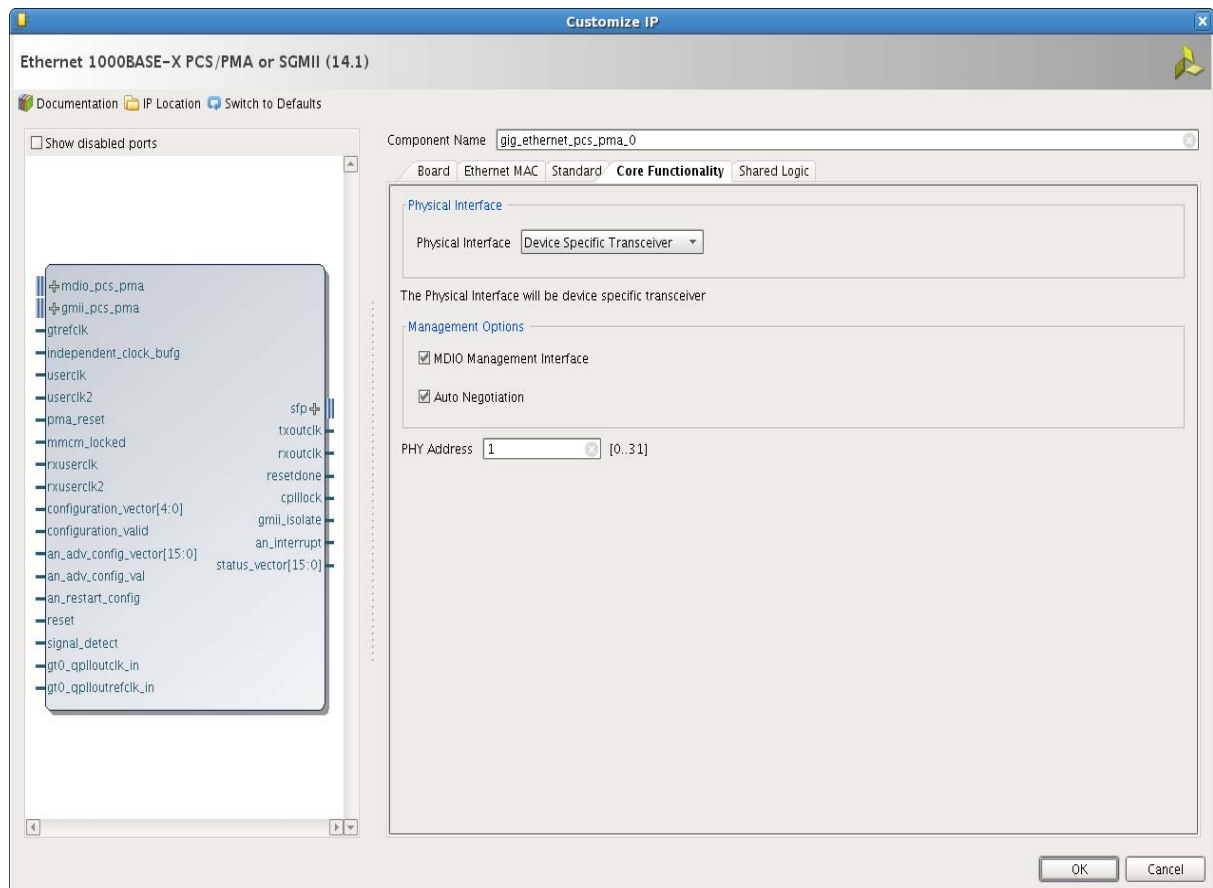 Customize IP
Ethernet 1000BASE-X PCS/PMA or SGMII (14.1)
Documentation IP Location Switch to Defaults
Show disabled ports
mdio_pcs_pma
gmii_pcs_pma
gtrefclk
independent_clock_bufg
userclk
userclk2
pma_reset
mmcm_locked
rxuserclk
rxuserclk2
configuration_vector[4:0]
configuration_valid
an_adv_config_vector[15:0]
an_adv_config_val
an_restart_config
reset
signal_detect
gt0_qplloutclk_in
gt0_qplloutrefclk_in
sfp
txoutclk
rxoutclk
resetdone
cplllock
gmii_isolate
an_interrupt
status_vector[15:0]
Component Name gig_ethernet_pcs_pma_0
Board Ethernet MAC Standard Core Functionality Shared Logic
Physical Interface
Physical Interface Device Specific Transceiver
The Physical Interface will be device specific transceiver
Management Options
MDIO Management Interface
Auto Negotiation
PHY Address 1 [0..31]
OK Cancel